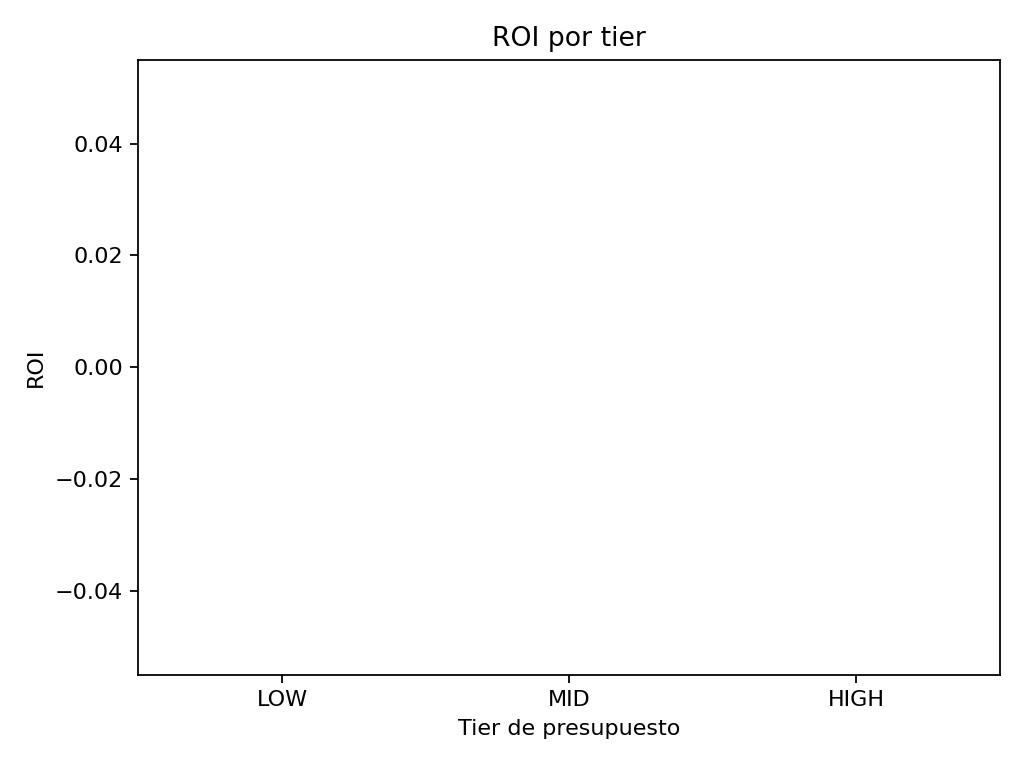 ROI por tier
0.04
0.02
0.00
−0.02
−0.04
ROI
LOW MID HIGH
Tier de presupuesto